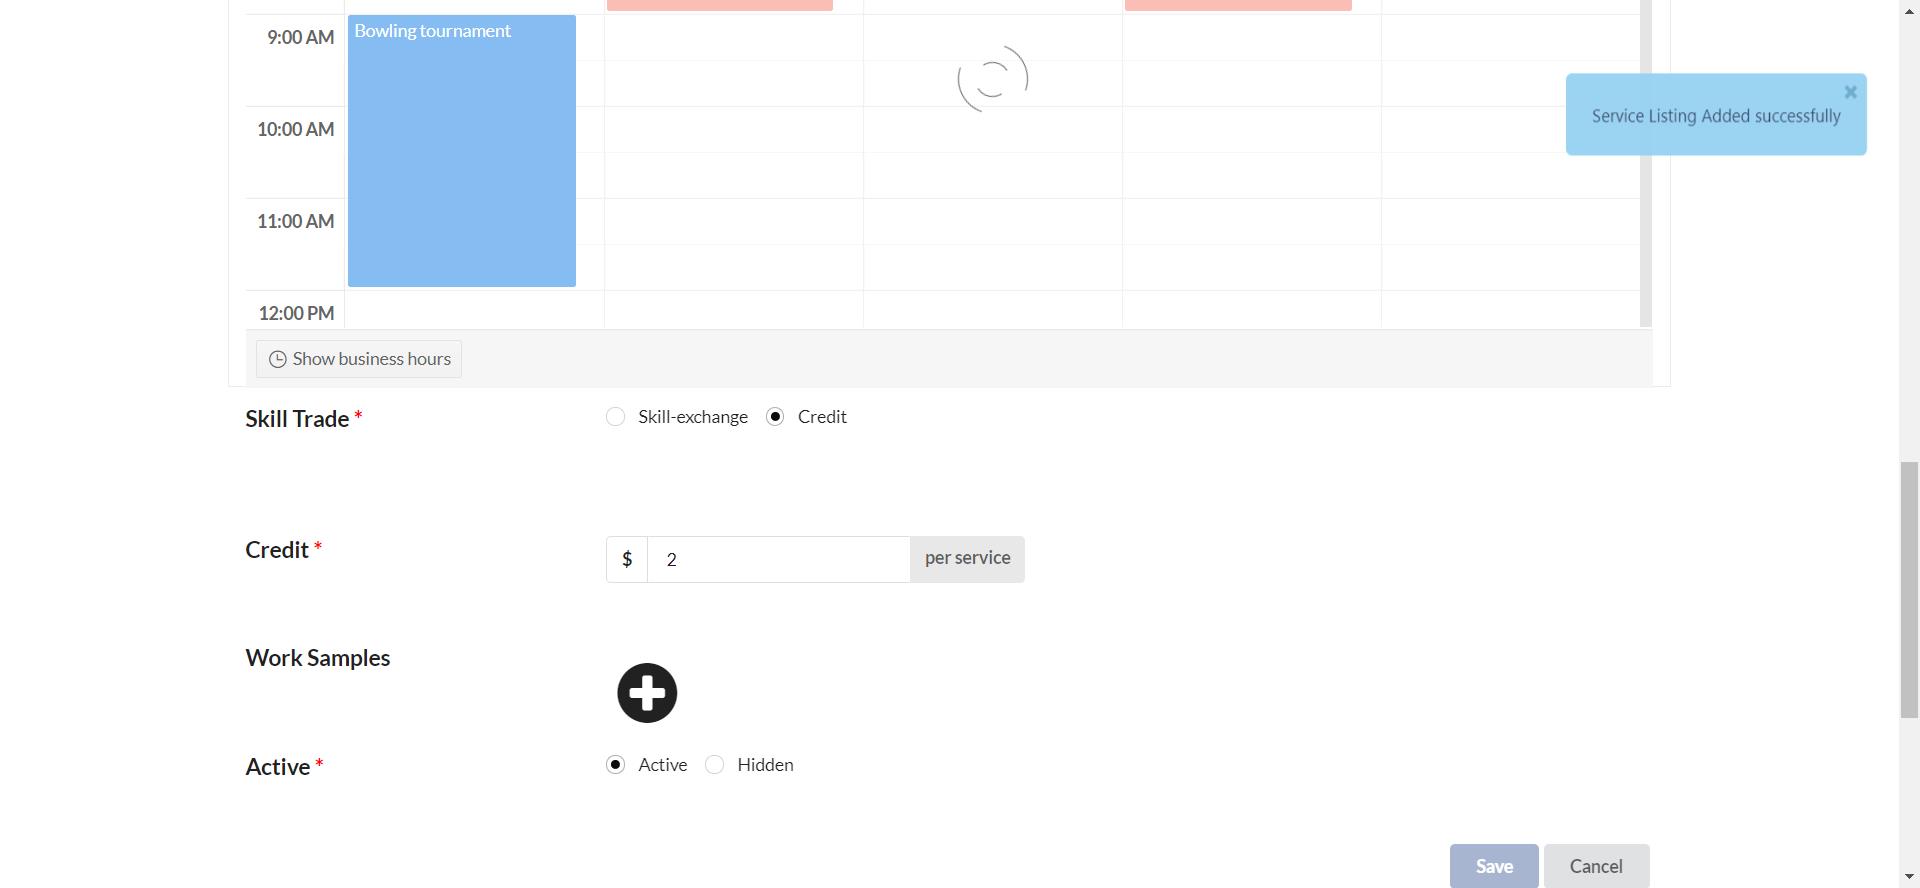 9:00 AM
Bowling tournament
10:00 AM
Service Listing Added successfully
11:00 AM
12:00 PM
Show business hours
Skill Trade *
Skill-exchange
Credit
Credit *
$
2
per service
Work Samples
Active *
Active
Hidden
Save
Cancel